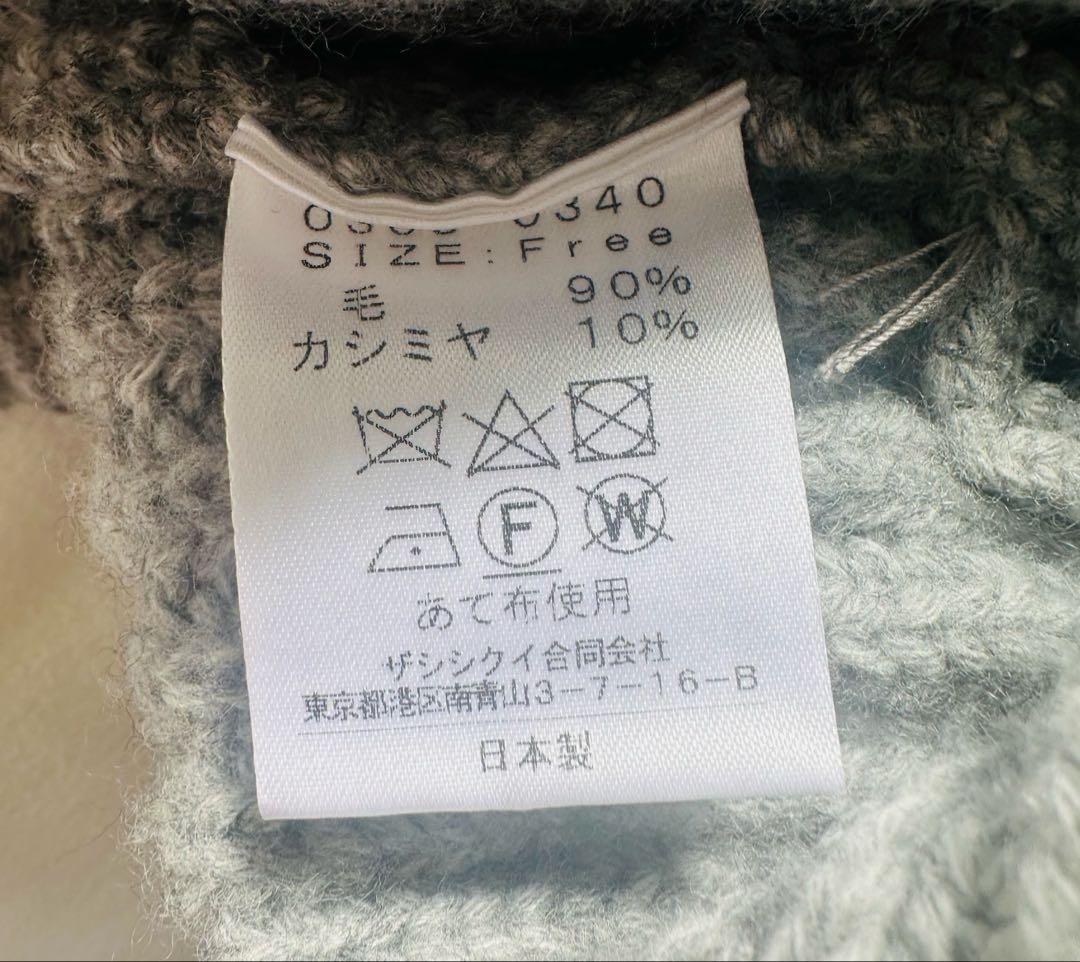 0340
SIZE:Free
毛 90%
カシミヤ 10%
F W
あて布使用
ザシシクイ合同会社
東京都港区南青山3-7-16-B
日本製